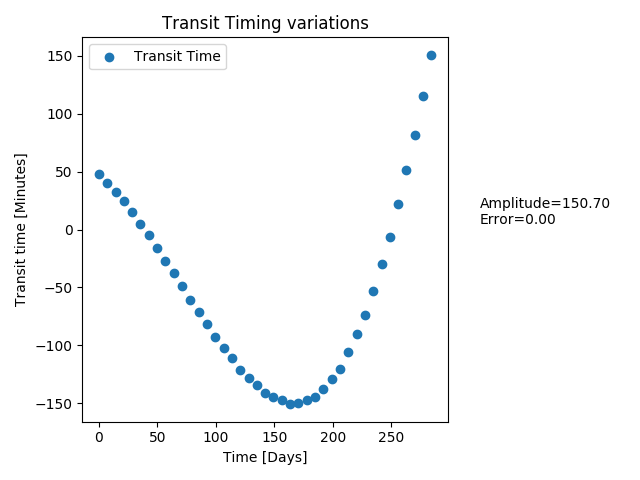 Transit Timing variations
Transit Time
Transit time [Minutes]
150
100
50
0
−50
−100
−150
0
50
100
150
200
250
Time [Days]
Amplitude=150.70
Error=0.00